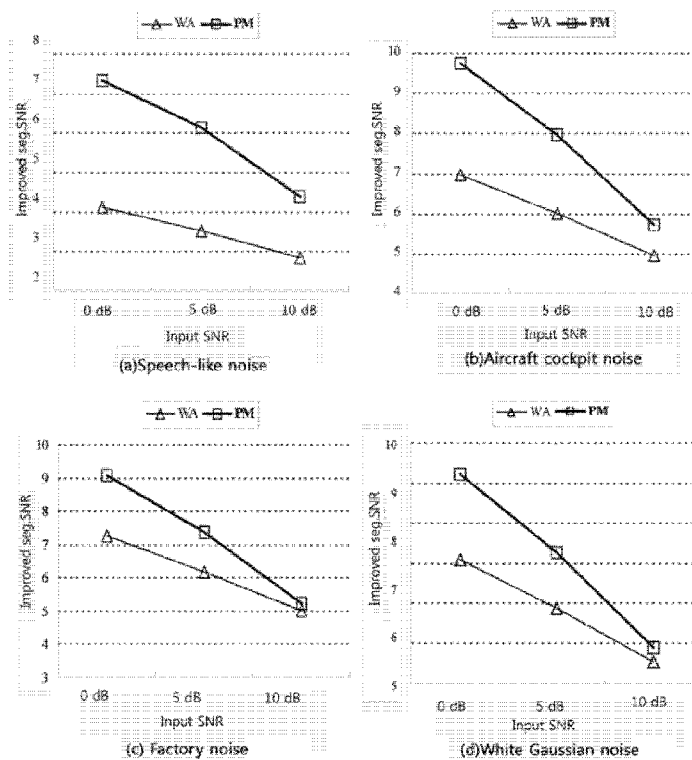 WA PM
8
7
6
5
4
3
2
Improved seg.SNR
0 dB 5 dB 10 dB
Input SNR
(a)Speech-like noise
WA PM
10
9
8
7
6
5
4
Improved seg.SNR
0 dB 5 dB 10 dB
Input SNR
(b)Aircraft cockpit noise
WA PM
10
9
8
7
6
5
4
3
Improved seg.SNR
0 dB 5 dB 10 dB
Input SNR
(c) Factory noise
WA PM
10
9
8
7
6
5
Improved seg.SNR
0 dB 5 dB 10 dB
Input SNR
(d)White Gaussian noise